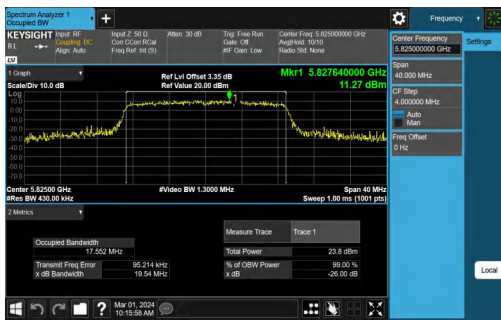 Spectrum Analyzer 1
Occupied BW
+
Frequency
KEYSIGHT
RL
Input: RF
Coupling: DC
Align: Auto
Input Z: 50 Ω
Corr CCorr RCal
Freq Ref: Int (S)
Atten: 30 dB
Trig: Free Run
Gate: Off
#IF Gain: Low
Center Freq: 5.825000000 GHz
Avg|Hold: 10/10
Radio Std: None
LW
1 Graph
Scale/Div 10.0 dB
Ref Lvl Offset 3.35 dB
Ref Value 20.00 dBm
Mkr1 5.827640000 GHz
11.27 dBm
Log
10.0
0.00
-10.0
-20.0
-30.0
-40.0
-50.0
-60.0
-70.0
1
Center 5.82500 GHz
#Res BW 430.00 kHz
#Video BW 1.3000 MHz
Span 40 MHz
Sweep 1.00 ms (1001 pts)
2 Metrics
Measure Trace
Trace 1
Occupied Bandwidth
17.552 MHz
Total Power
23.8 dBm
Transmit Freq Error
95.214 kHz
% of OBW Power
99.00 %
x dB Bandwidth
19.54 MHz
x dB
-26.00 dB
Mar 01, 2024
10:15:58 AM
?
Center Frequency
5.825000000 GHz
Settings
Span
40.000 MHz
CF Step
4.000000 MHz
Auto
Man
Freq Offset
0 Hz
Local